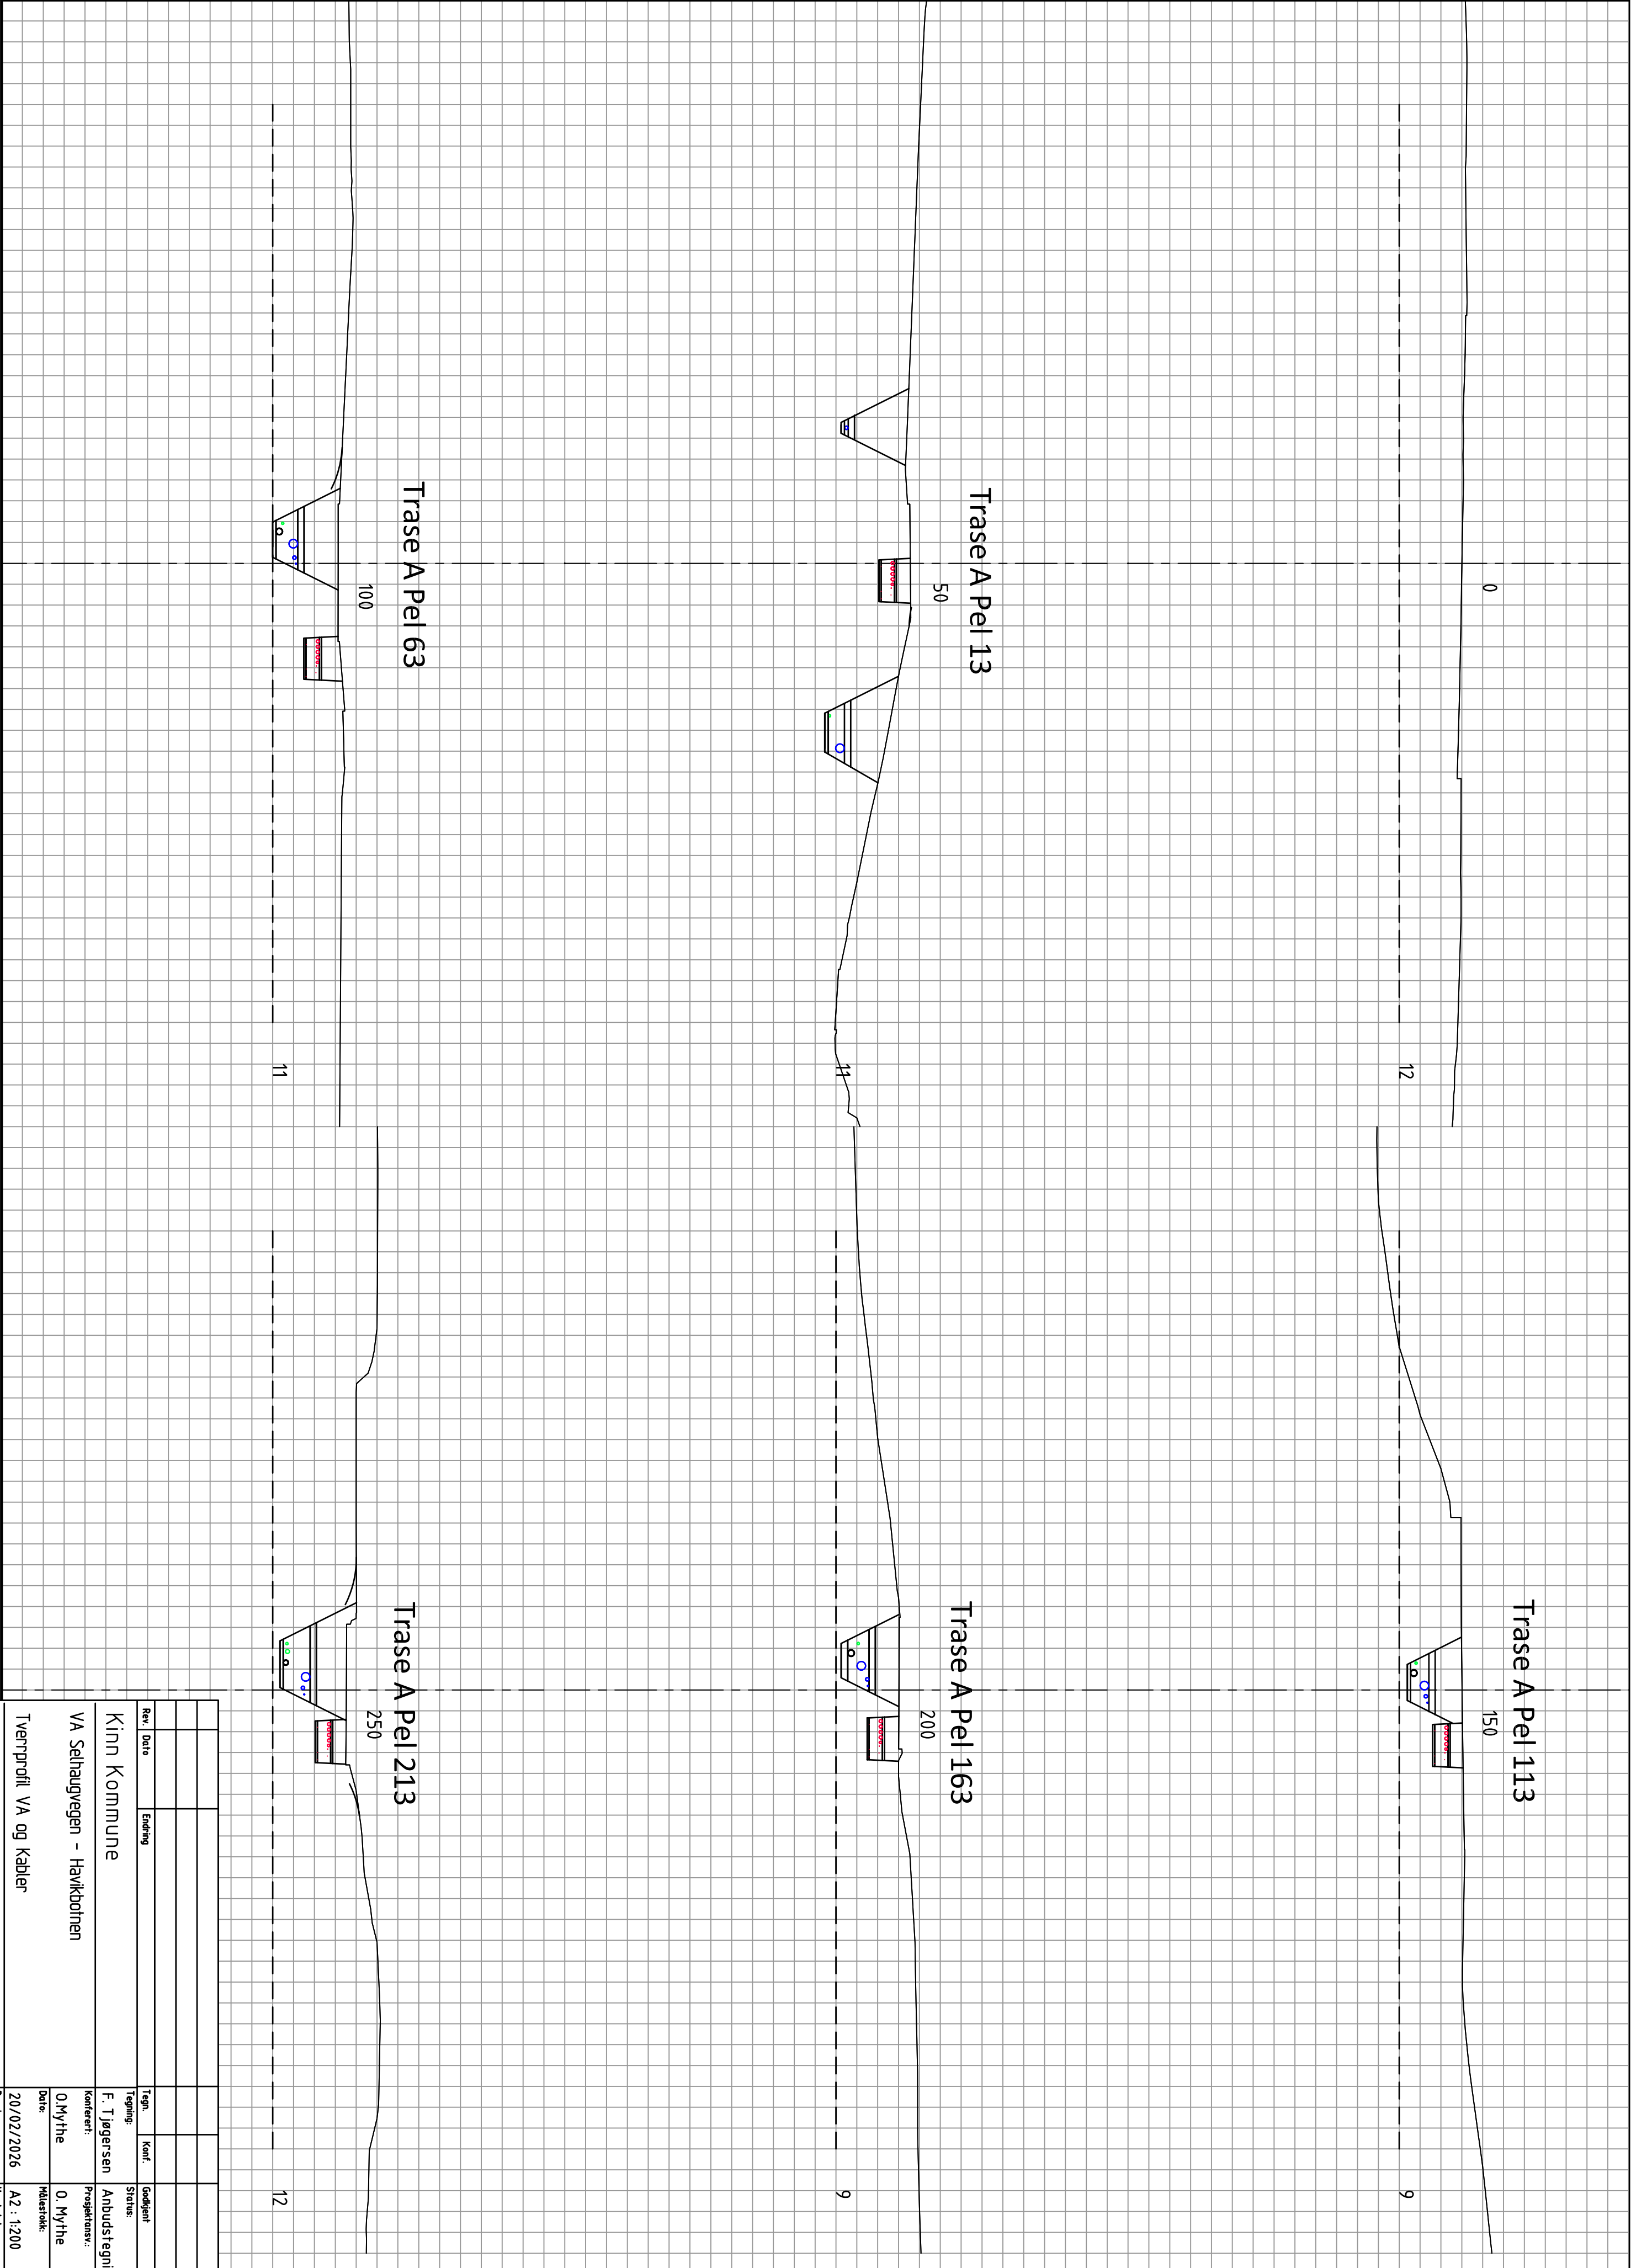 0
12
Trase A Pel 13
50
11
Trase A Pel 63
100
11
Trase A Pel 113
150
9
Trase A Pel 163
200
9
Trase A Pel 213
250
12
Rev. Dato Endring Tegn. Konf. Godkjent
Kinn Kommune
Tegning: Status:
F. Tjøgersen Anbudstegni
VA Selhaugvegen - Havikbotnen
Konferert: Prosjektansv.:
O.Mythe O. Mythe
Tverrprofil VA og Kabler
Dato: Målestokk:
20/02/2026 A2 : 1:200